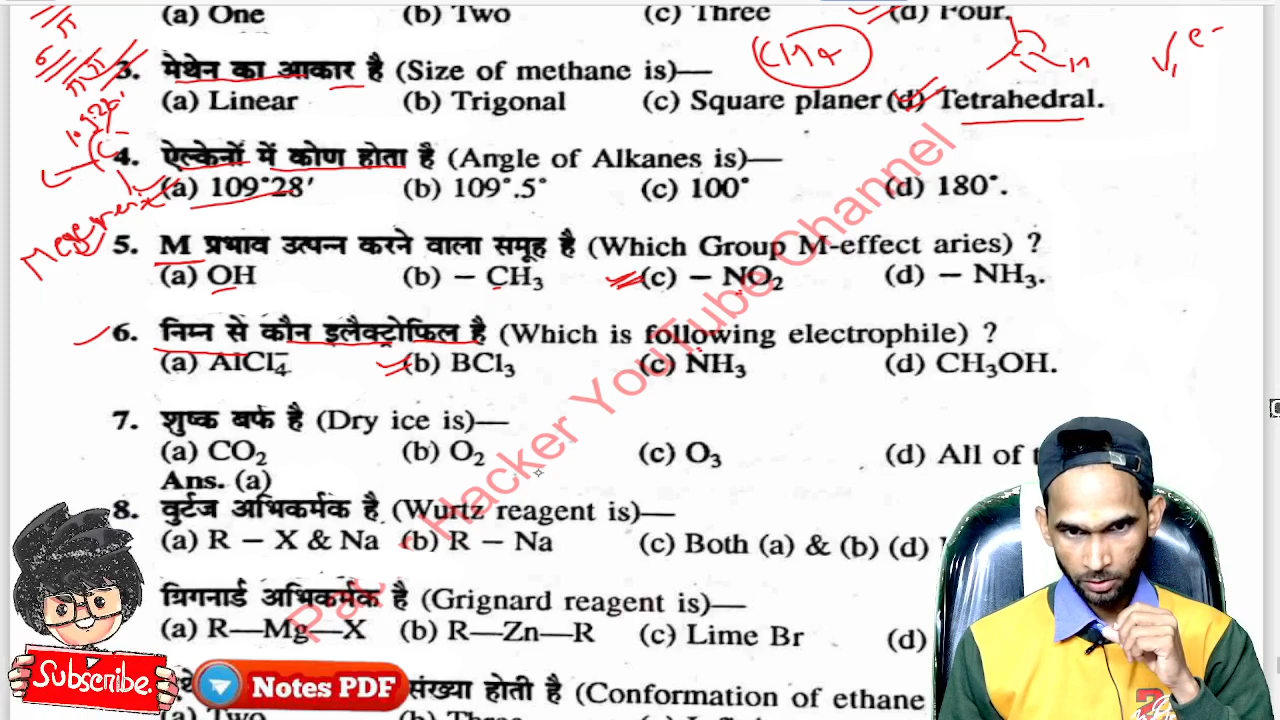 (a) One (b) Two (c) Three (d) Four.
3. मेथेन का आकार है (Size of methane is)—
CH4
e-
(a) Linear (b) Trigonal (c) Square planer (d) Tetrahedral.
4. ऐल्केनों में कोण होता है (Angle of Alkanes is)—
(a) 109°28′ (b) 109°.5° (c) 100° (d) 180°.
5. M प्रभाव उत्पन्न करने वाला समूह है (Which Group M-effect aries) ?
(a) OH (b) – CH₃ (c) – NO₂ (d) – NH₃.
6. निम्न से कौन इलैक्ट्रोफिल है (Which is following electrophile) ?
(a) AlCl₄⁻ (b) BCl₃ (c) NH₃ (d) CH₃OH.
7. शुष्क बर्फ है (Dry ice is)—
(a) CO₂ (b) O₂ (c) O₃ (d) All of
Ans. (a)
8. वुर्टज अभिकर्मक है (Wurtz reagent is)—
(a) R – X & Na (b) R – Na (c) Both (a) & (b) (d)
ग्रिगनार्ड अभिकर्मक है (Grignard reagent is)—
(a) R—Mg—X (b) R—Zn—R (c) Lime Br (d)
संख्या होती है (Conformation of ethane
(a) Two (b) Three
Hacker YouTube Channel
Subscribe.
Notes PDF